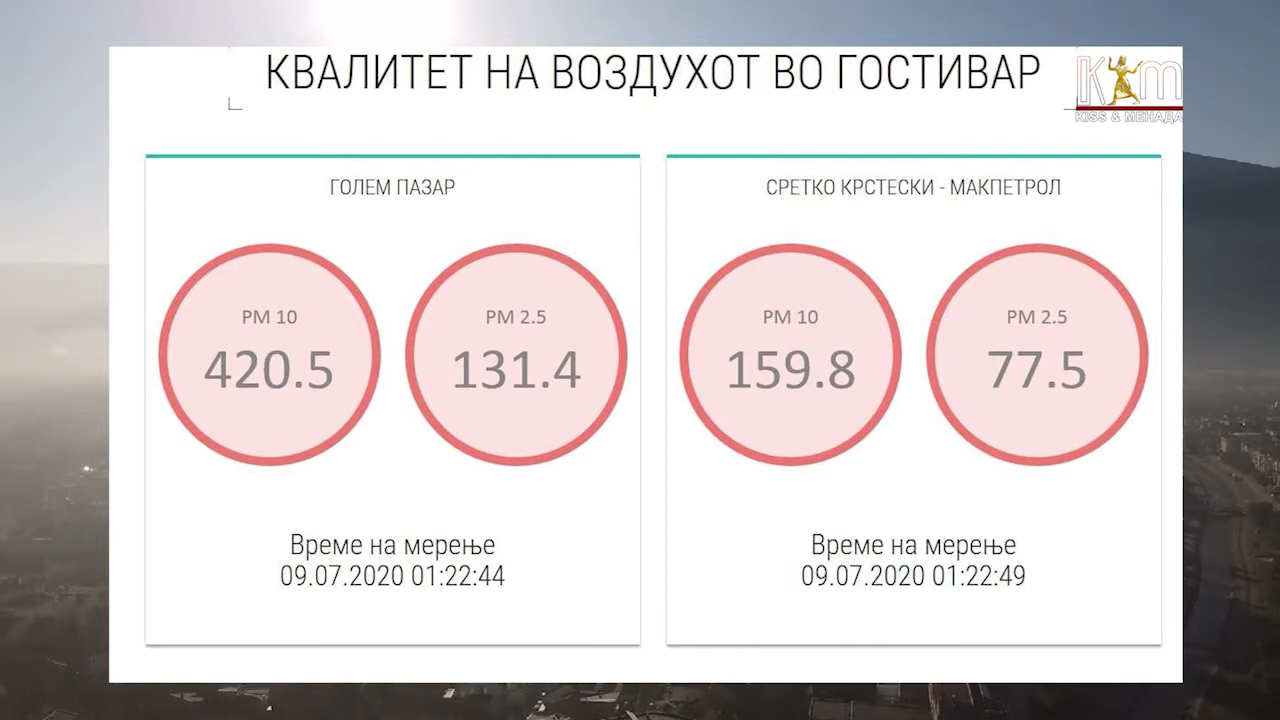 КВАЛИТЕТ НА ВОЗДУХОТ ВО ГОСТИВАР
K m
KISS & МЕНАДА
ГОЛЕМ ПАЗАР
PM 10
420.5
PM 2.5
131.4
Време на мерење
09.07.2020 01:22:44
СРЕТКО КРСТЕСКИ - МАКПЕТРОЛ
PM 10
159.8
PM 2.5
77.5
Време на мерење
09.07.2020 01:22:49